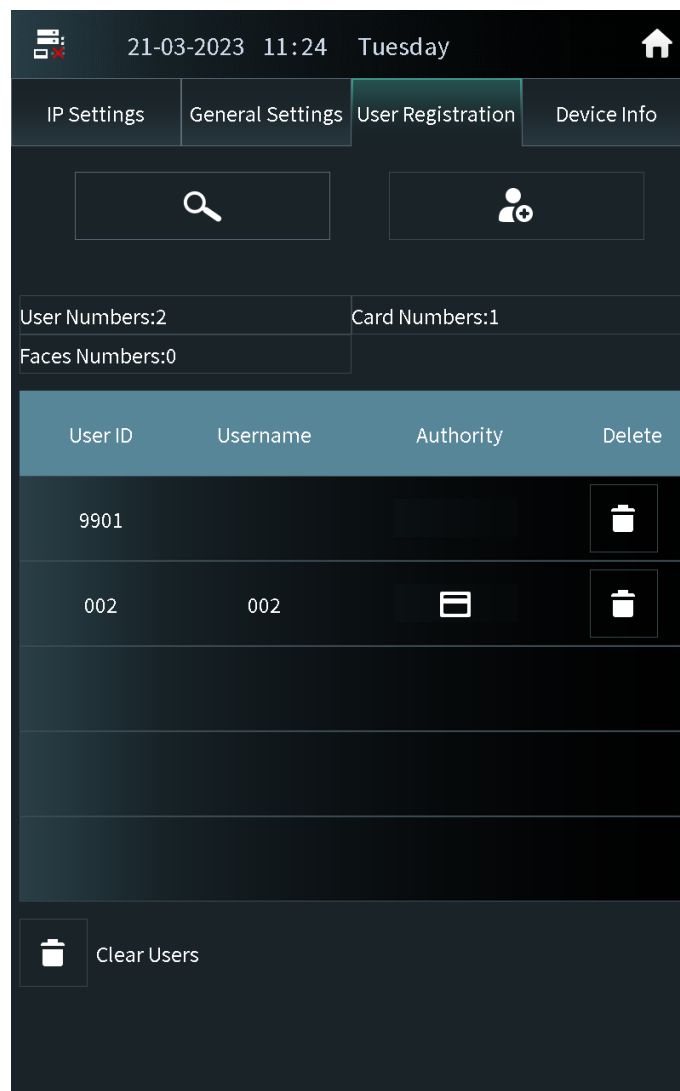 21-03-2023 11:24 Tuesday
IP Settings General Settings User Registration Device Info
User Numbers:2 Card Numbers:1
Faces Numbers:0
User ID Username Authority Delete
9901
002 002
Clear Users